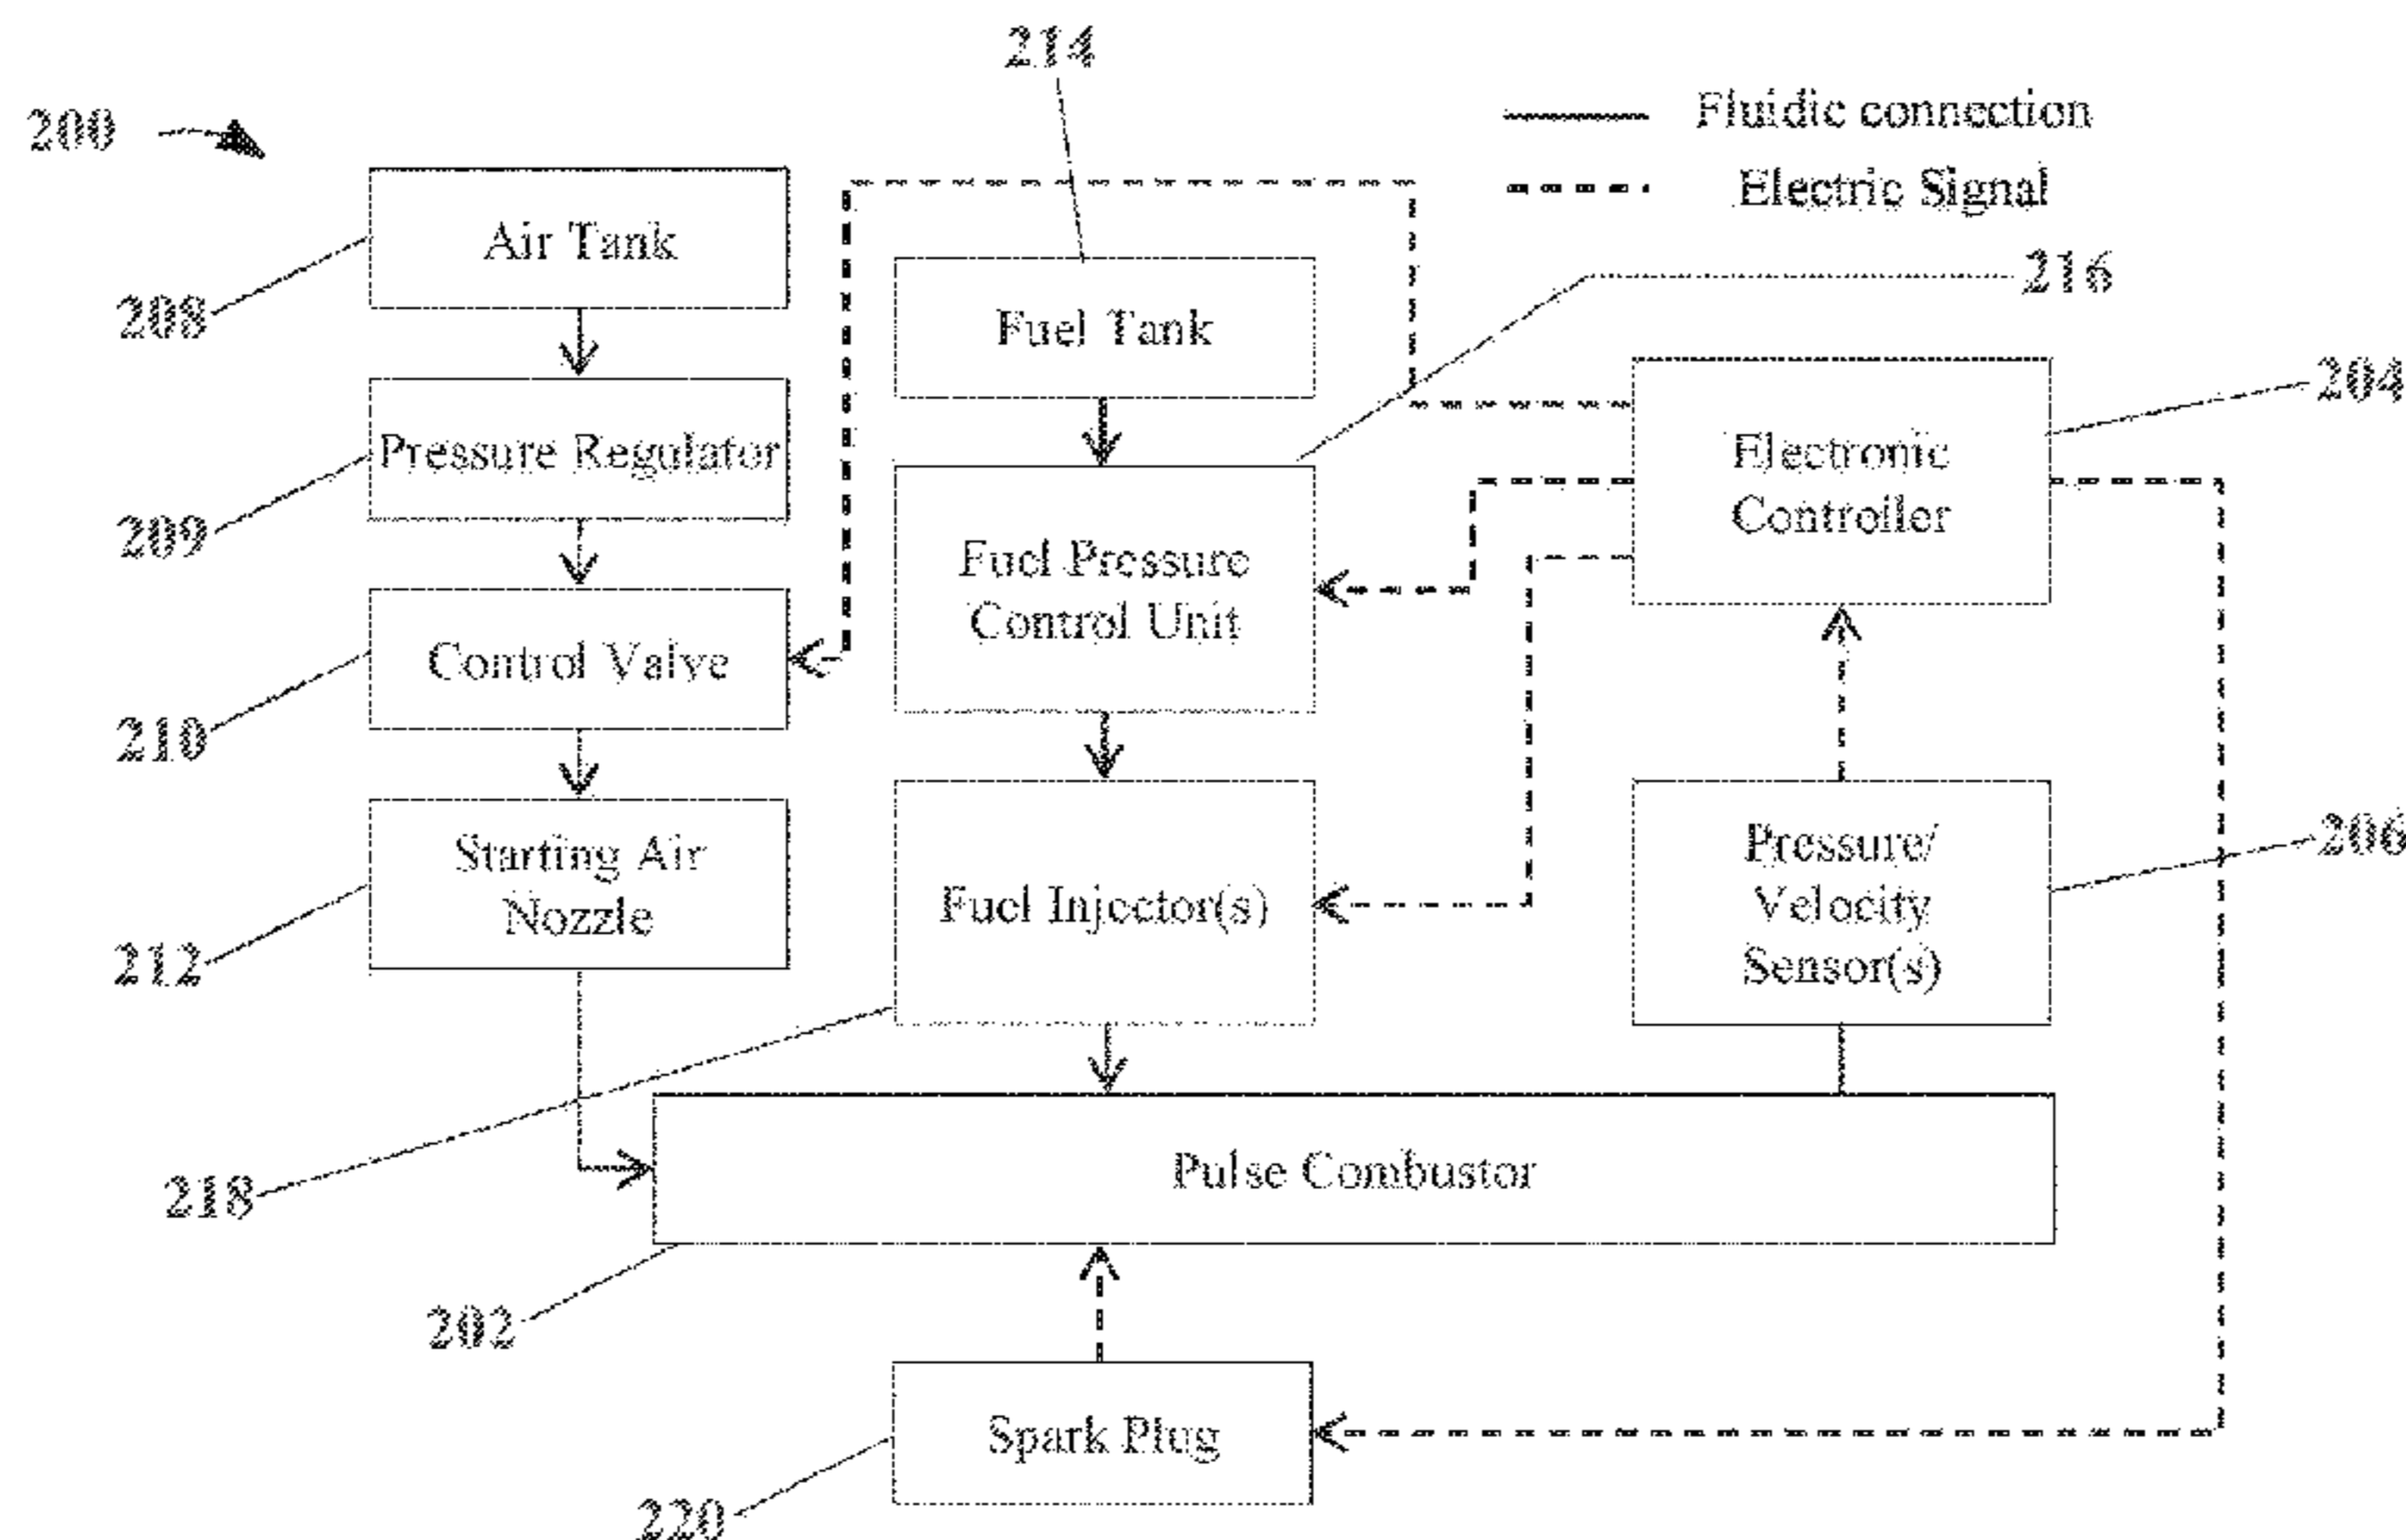 214
200
Fluidic connection
Electric Signal
Air Tank
216
208
Fuel Tank
204
Pressure Regulator
Electronic
Controller
209
Fuel Pressure
Control Unit
Control Valve
210
Starting Air
Nozzle
Fuel Injector(s)
Pressure/
Velocity
Sensor(s)
206
212
Pulse Combustor
218
202
Spark Plug
220